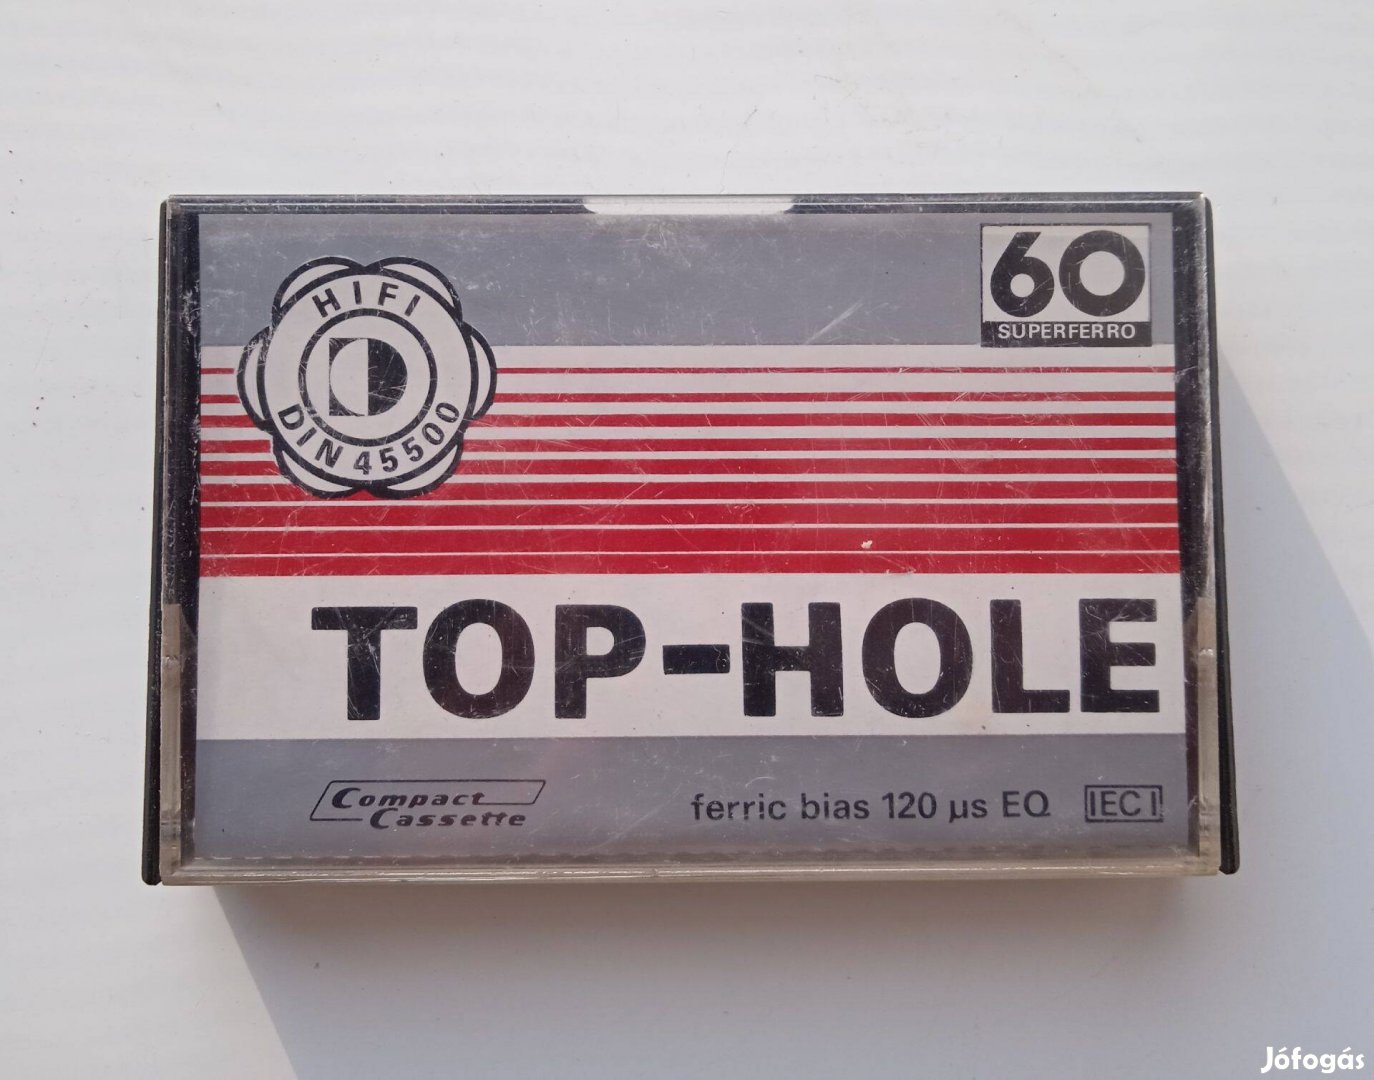 HIFI
DIN 45500
60
SUPERFERRO
TOP-HOLE
Compact
Cassette
ferric bias 120 µs EQ IEC I
Jófogás